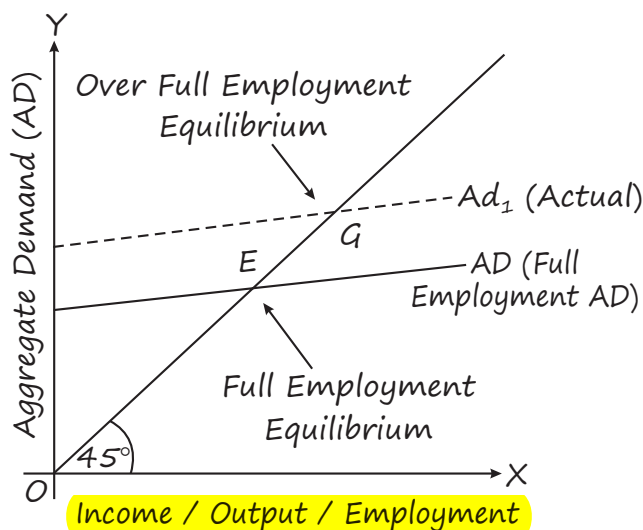 Y
Aggregate Demand (AD)
Over Full Employment
Equilibrium
Ad₁ (Actual)
G
E
AD (Full
Employment AD)
Full Employment
Equilibrium
45°
O
X
Income / Output / Employment